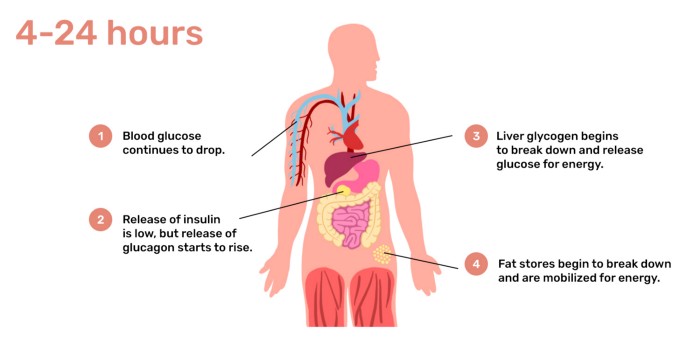 4-24 hours
1
Blood glucose
continues to drop.
2
Release of insulin
is low, but release of
glucagon starts to rise.
3
Liver glycogen begins
to break down and release
glucose for energy.
4
Fat stores begin to break down
and are mobilized for energy.